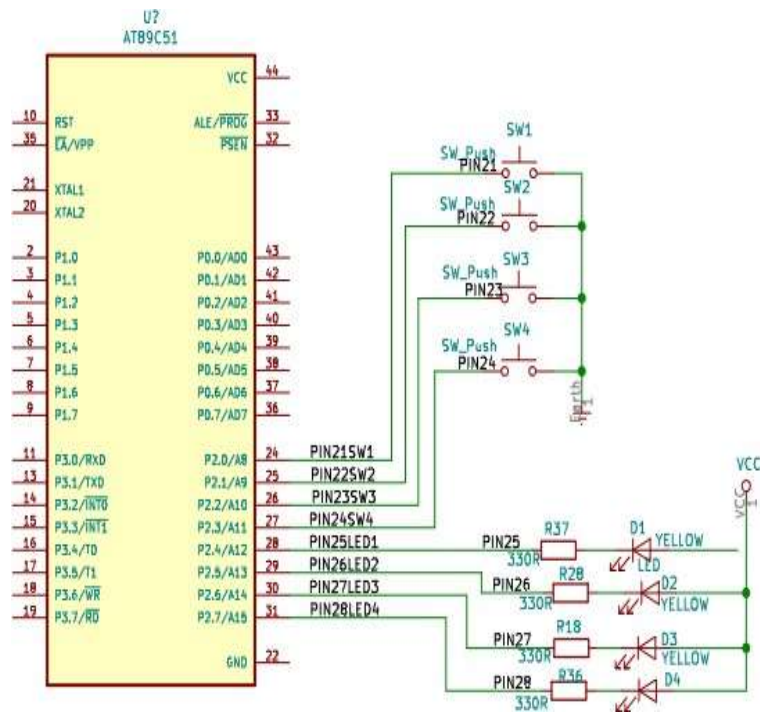 U?
AT89C51
VCC 44
10 RST
ALE/PROG 33
35 EA/VPP
PSEN 32
21 XTAL1
20 XTAL2
2 P1.0
P0.0/AD0 43
3 P1.1
P0.1/AD1 42
4 P1.2
P0.2/AD2 41
5 P1.3
P0.3/AD3 40
6 P1.4
P0.4/AD4 39
7 P1.5
P0.5/AD5 38
8 P1.6
P0.6/AD6 37
9 P1.7
P0.7/AD7 36
11 P3.0/RXD
P2.0/A8 24
PIN21SW1
13 P3.1/TXD
P2.1/A9 25
PIN22SW2
14 P3.2/INT0
P2.2/A10 26
PIN23SW3
15 P3.3/INT1
P2.3/A11 27
PIN24SW4
16 P3.4/T0
P2.4/A12 28
PIN25LED1
17 P3.5/T1
P2.5/A13 29
PIN26LED2
18 P3.6/WR
P2.6/A14 30
PIN27LED3
19 P3.7/RD
P2.7/A15 31
PIN28LED4
GND 22
SW1
SW_Push
PIN21
SW2
SW_Push
PIN22
SW3
SW_Push
PIN23
SW4
SW_Push
PIN24
Earth
VCC
VCC
1
PIN25
R37
330R
D1
YELLOW
LED
PIN26
R28
330R
D2
YELLOW
PIN27
R18
330R
D3
YELLOW
PIN28
R36
330R
D4